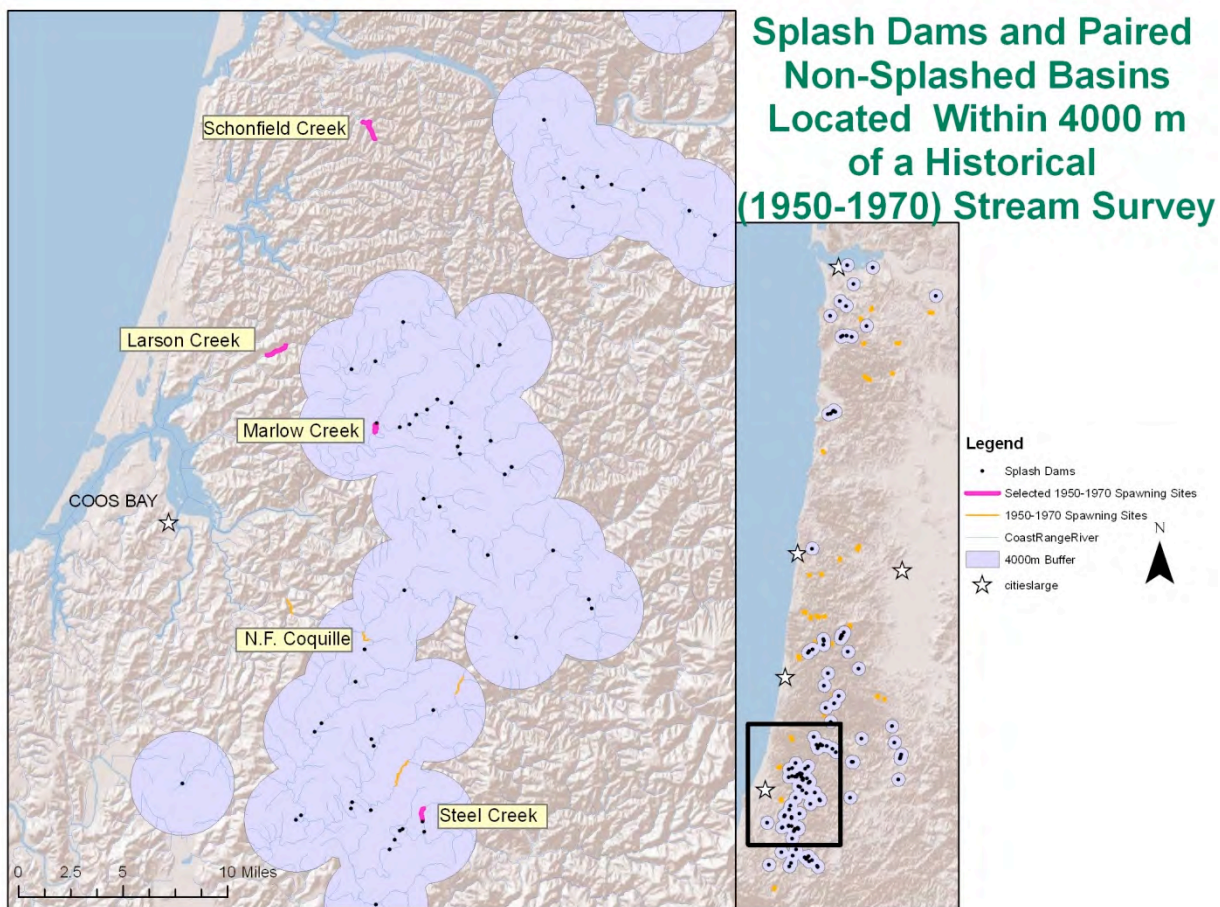 Splash Dams and Paired
Non-Splashed Basins
Located Within 4000 m
of a Historical
(1950-1970) Stream Survey
Schonfield Creek
Larson Creek
Marlow Creek
COOS BAY
N.F. Coquille
Steel Creek
0 2.5 5 10 Miles
Legend
Splash Dams
Selected 1950-1970 Spawning Sites
1950-1970 Spawning Sites
CoastRangeRiver
4000m Buffer
citieslarge
N